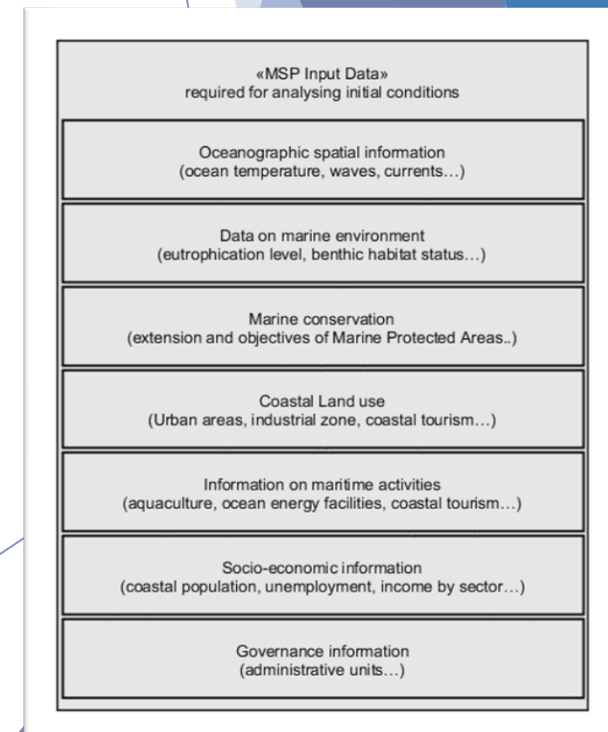 «MSP Input Data»
required for analysing initial conditions
Oceanographic spatial information
(ocean temperature, waves, currents…)
Data on marine environment
(eutrophication level, benthic habitat status…)
Marine conservation
(extension and objectives of Marine Protected Areas..)
Coastal Land use
(Urban areas, industrial zone, coastal tourism…)
Information on maritime activities
(aquaculture, ocean energy facilities, coastal tourism…)
Socio-economic information
(coastal population, unemployment, income by sector…)
Governance information
(administrative units…)